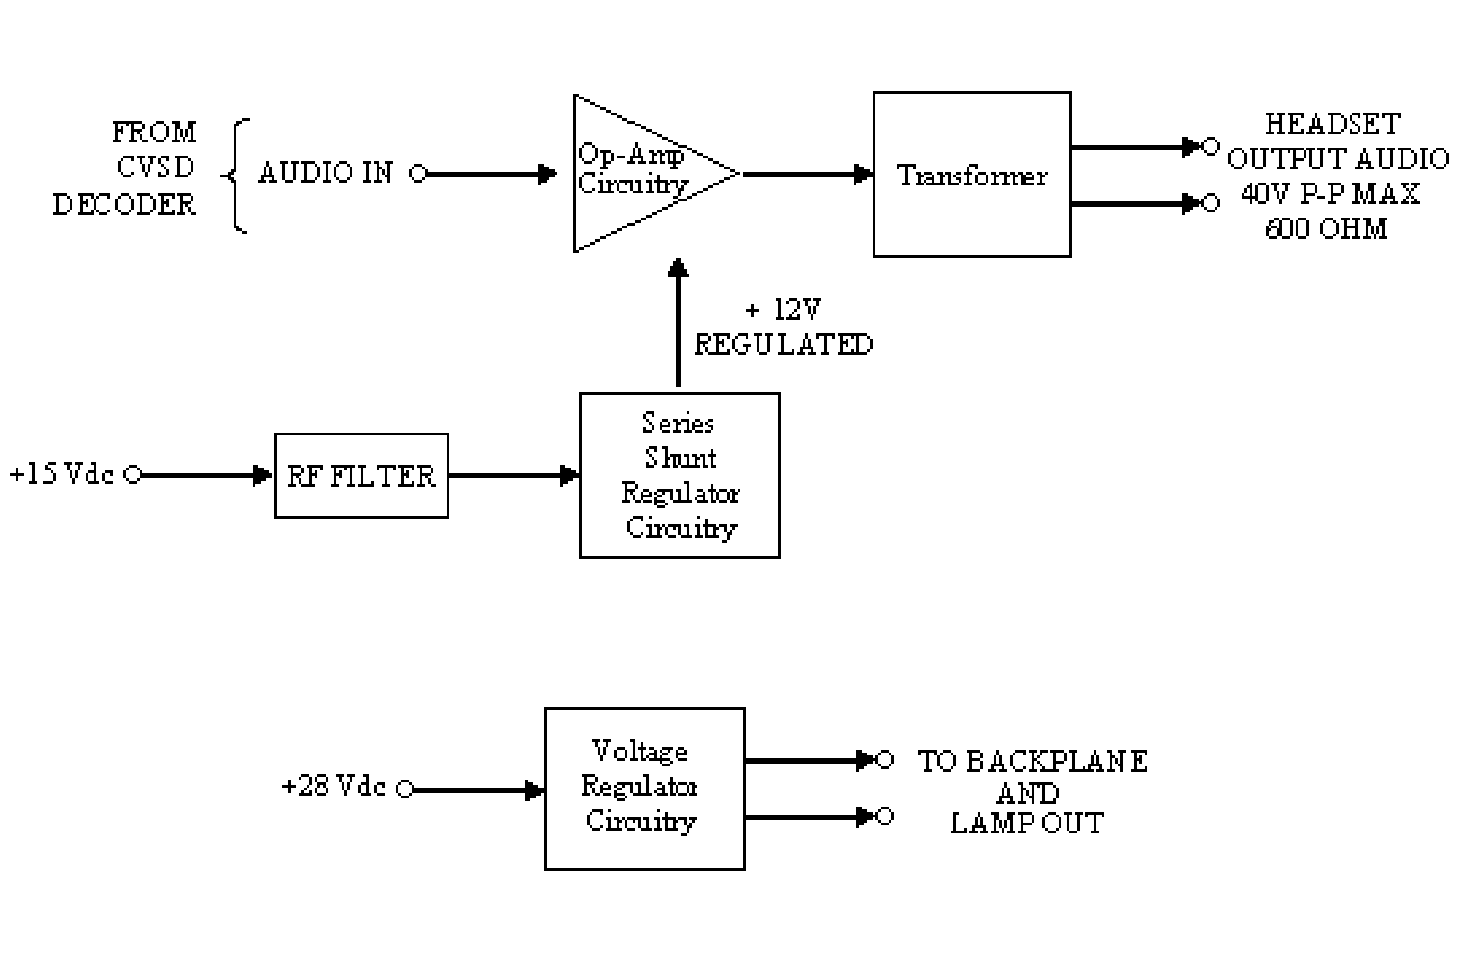 FROM
CVSD
DECODER
AUDIO IN
Op-Amp
Circuitry
Transformer
HEADSET
OUTPUT AUDIO
40V P-P MAX
600 OHM
+ 12V
REGULATED
+15 Vdc
RF FILTER
Series
Shunt
Regulator
Circuitry
+28 Vdc
Voltage
Regulator
Circuitry
TO BACKPLANE
AND
LAMP OUT